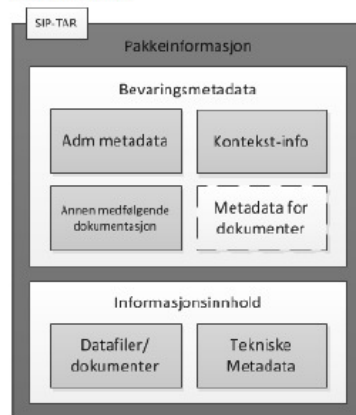 SIP-TAR
Pakkeinformasjon
Bevaringsmetadata
Adm metadata
Kontekst-info
Annen medfølgende
dokumentasjon
Metadata for
dokumenter
Informasjonsinnhold
Datafiler/
dokumenter
Tekniske
Metadata